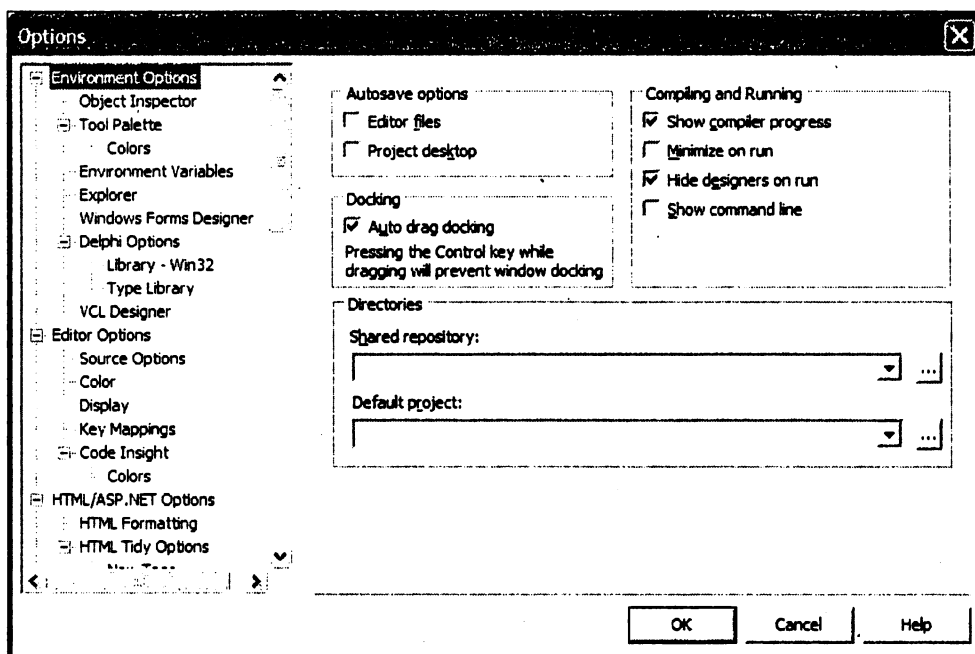 Options
Environment Options
Object Inspector
Tool Palette
Colors
Environment Variables
Explorer
Windows Forms Designer
Delphi Options
Library - Win32
Type Library
VCL Designer
Editor Options
Source Options
Color
Display
Key Mappings
Code Insight
Colors
HTML/ASP.NET Options
HTML Formatting
HTML Tidy Options
Autosave options
Editor files
Project desktop
Docking
Auto drag docking
Pressing the Control key while
dragging will prevent window docking
Compiling and Running
Show compiler progress
Minimize on run
Hide designers on run
Show command line
Directories
Shared repository:
...
Default project:
...
OK
Cancel
Help